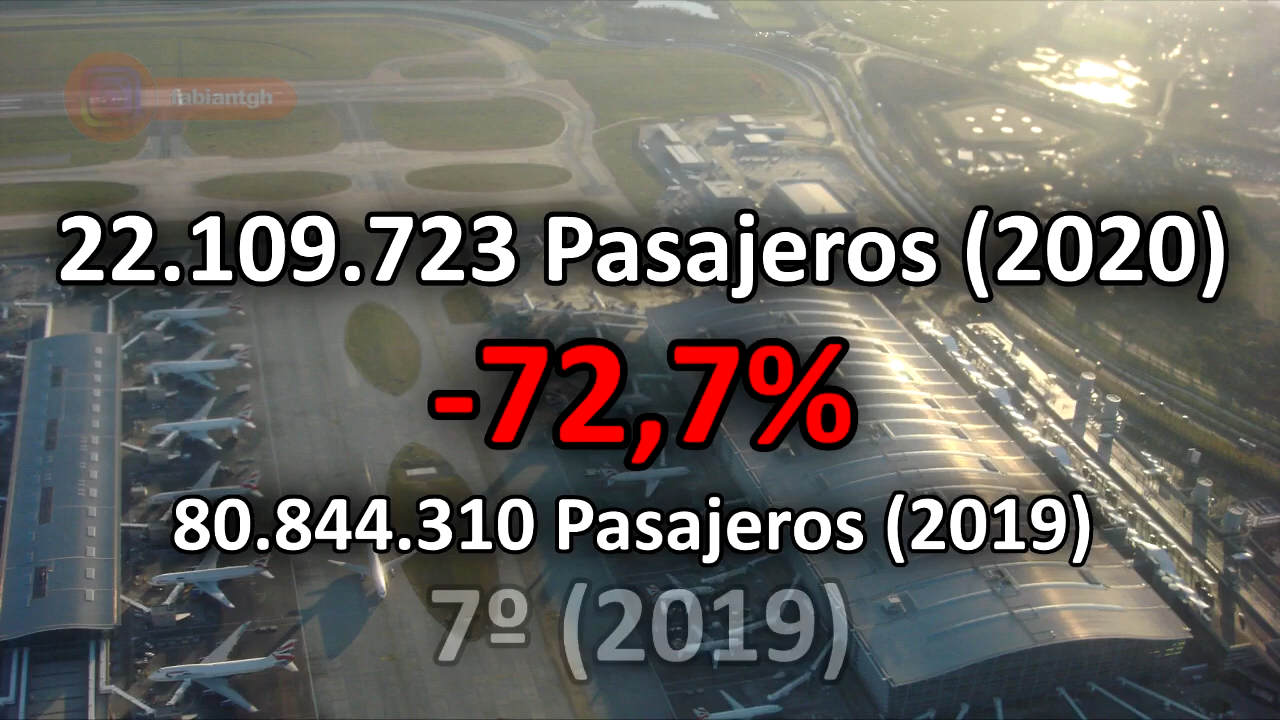 fabiantgh
22.109.723 Pasajeros (2020)
-72,7%
80.844.310 Pasajeros (2019)
7º (2019)